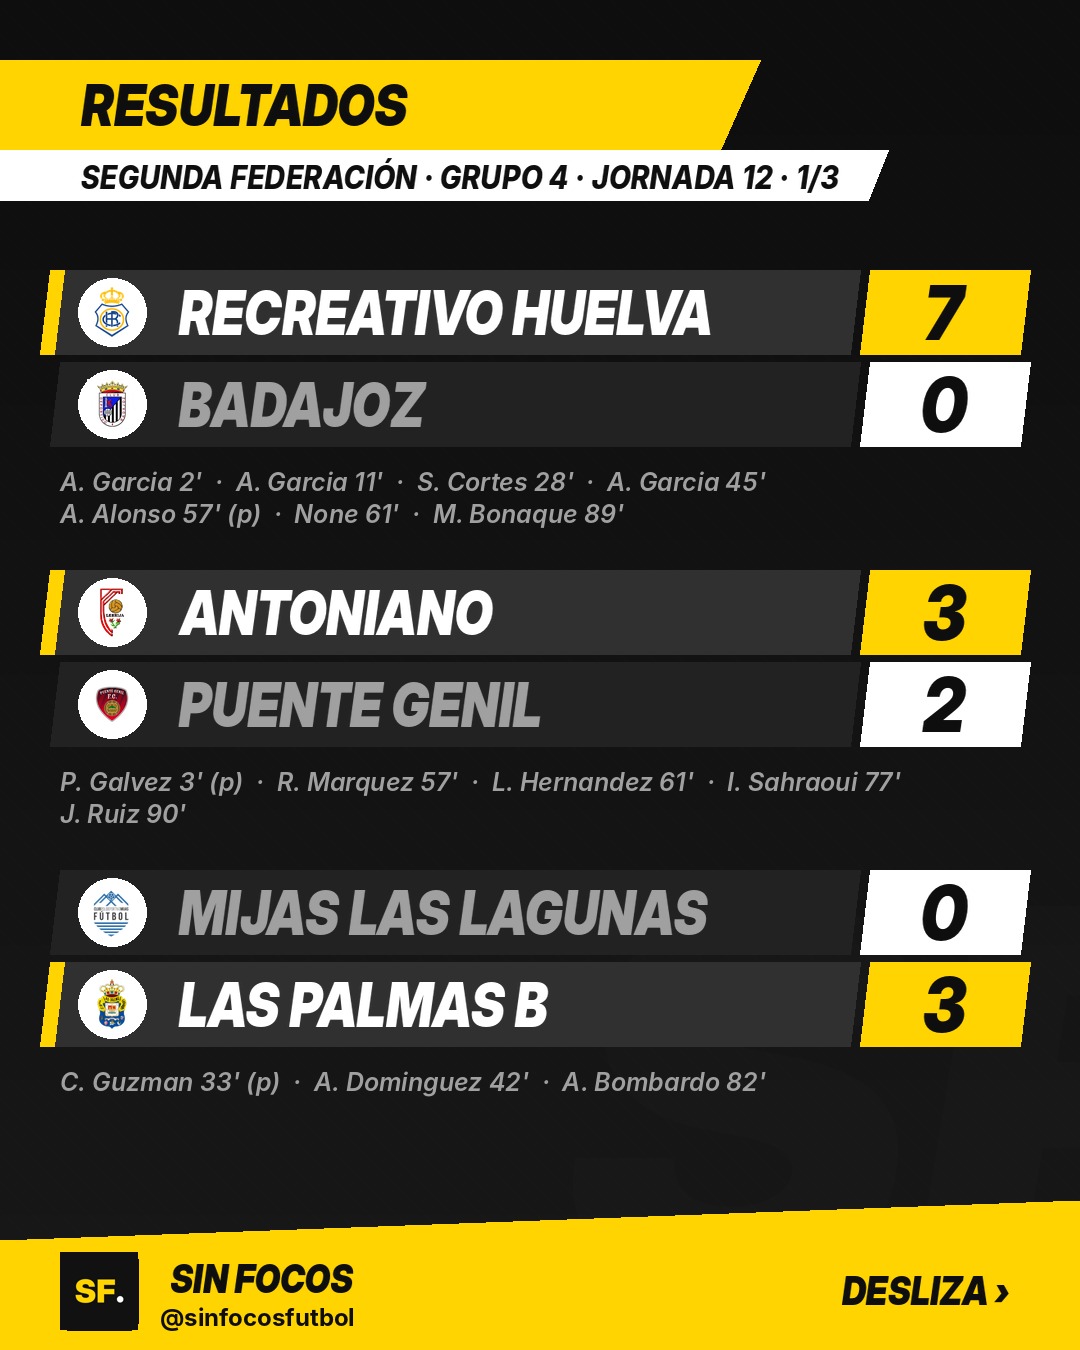 RESULTADOS
SEGUNDA FEDERACIÓN · GRUPO 4 · JORNADA 12 · 1/3
RECREATIVO HUELVA 7
BADAJOZ 0
A. Garcia 2' · A. Garcia 11' · S. Cortes 28' · A. Garcia 45'
A. Alonso 57' (p) · None 61' · M. Bonaque 89'
ANTONIANO 3
PUENTE GENIL 2
P. Galvez 3' (p) · R. Marquez 57' · L. Hernandez 61' · I. Sahraoui 77'
J. Ruiz 90'
FÚTBOL
MIJAS LAS LAGUNAS 0
LAS PALMAS B 3
C. Guzman 33' (p) · A. Dominguez 42' · A. Bombardo 82'
SF.
SIN FOCOS
@sinfocosfutbol
DESLIZA ›